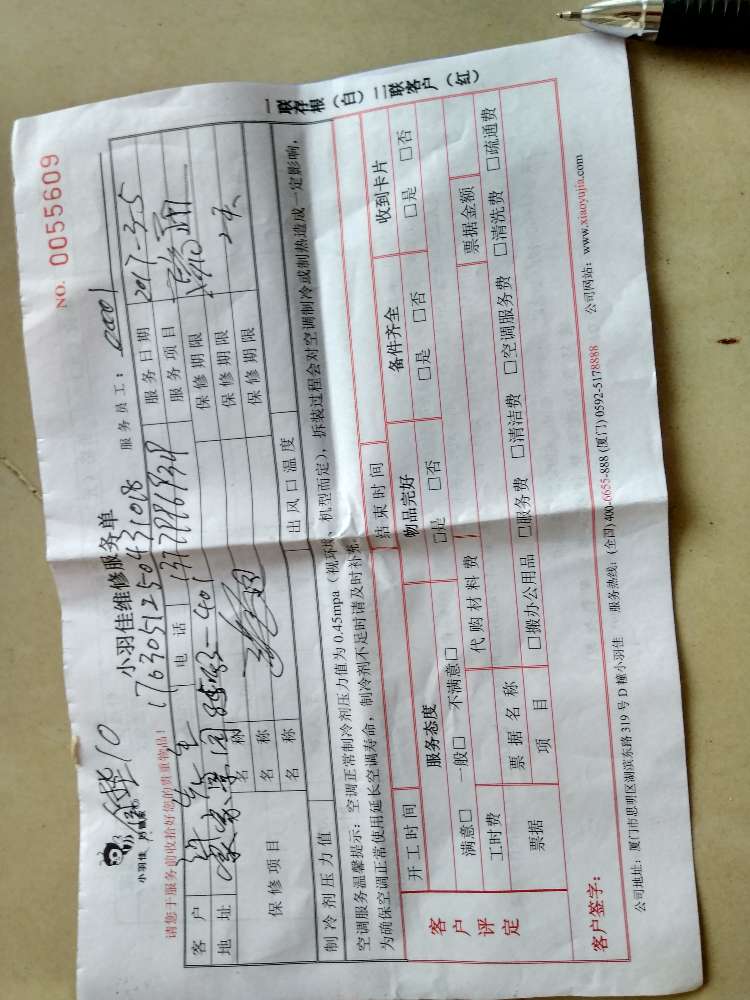 小羽佳
小羽佳维修服务单
NO. 0055609
请您于服务前收拾好您的贵重物品!
服务员工:
客户
电话
服务日期
2017-3.5
地址
服务项目
保修项目
名称
保修期限
名称
保修期限
名称
保修期限
制冷剂压力值
出风口温度
空调服务温馨提示:空调正常制冷剂压力值为0.45mpa(视环境、机型而定),拆装过程会对空调制冷或制热造成一定影响,
为确保空调正常使用延长空调寿命,制冷剂不足时请及时补充。
客户评定
开工时间
结束时间
服务态度
物品完好
备件齐全
收到卡片
满意□ 一般□ 不满意□
□是 □否
□是 □否
□是 □否
工时费
代购材料费
票据金额
票据
票据名称
项目
□搬办公用品 □服务费 □清洁费 □空调服务费 □清洗费 □疏通费
客户签字:
公司地址:厦门市思明区湖滨东路319号D幢小羽佳 服务热线:(全国)400-6655-888 (厦门)0592-5178888 公司网站:www.xiaoyujia.com
一联存根(白)二联客户(红)